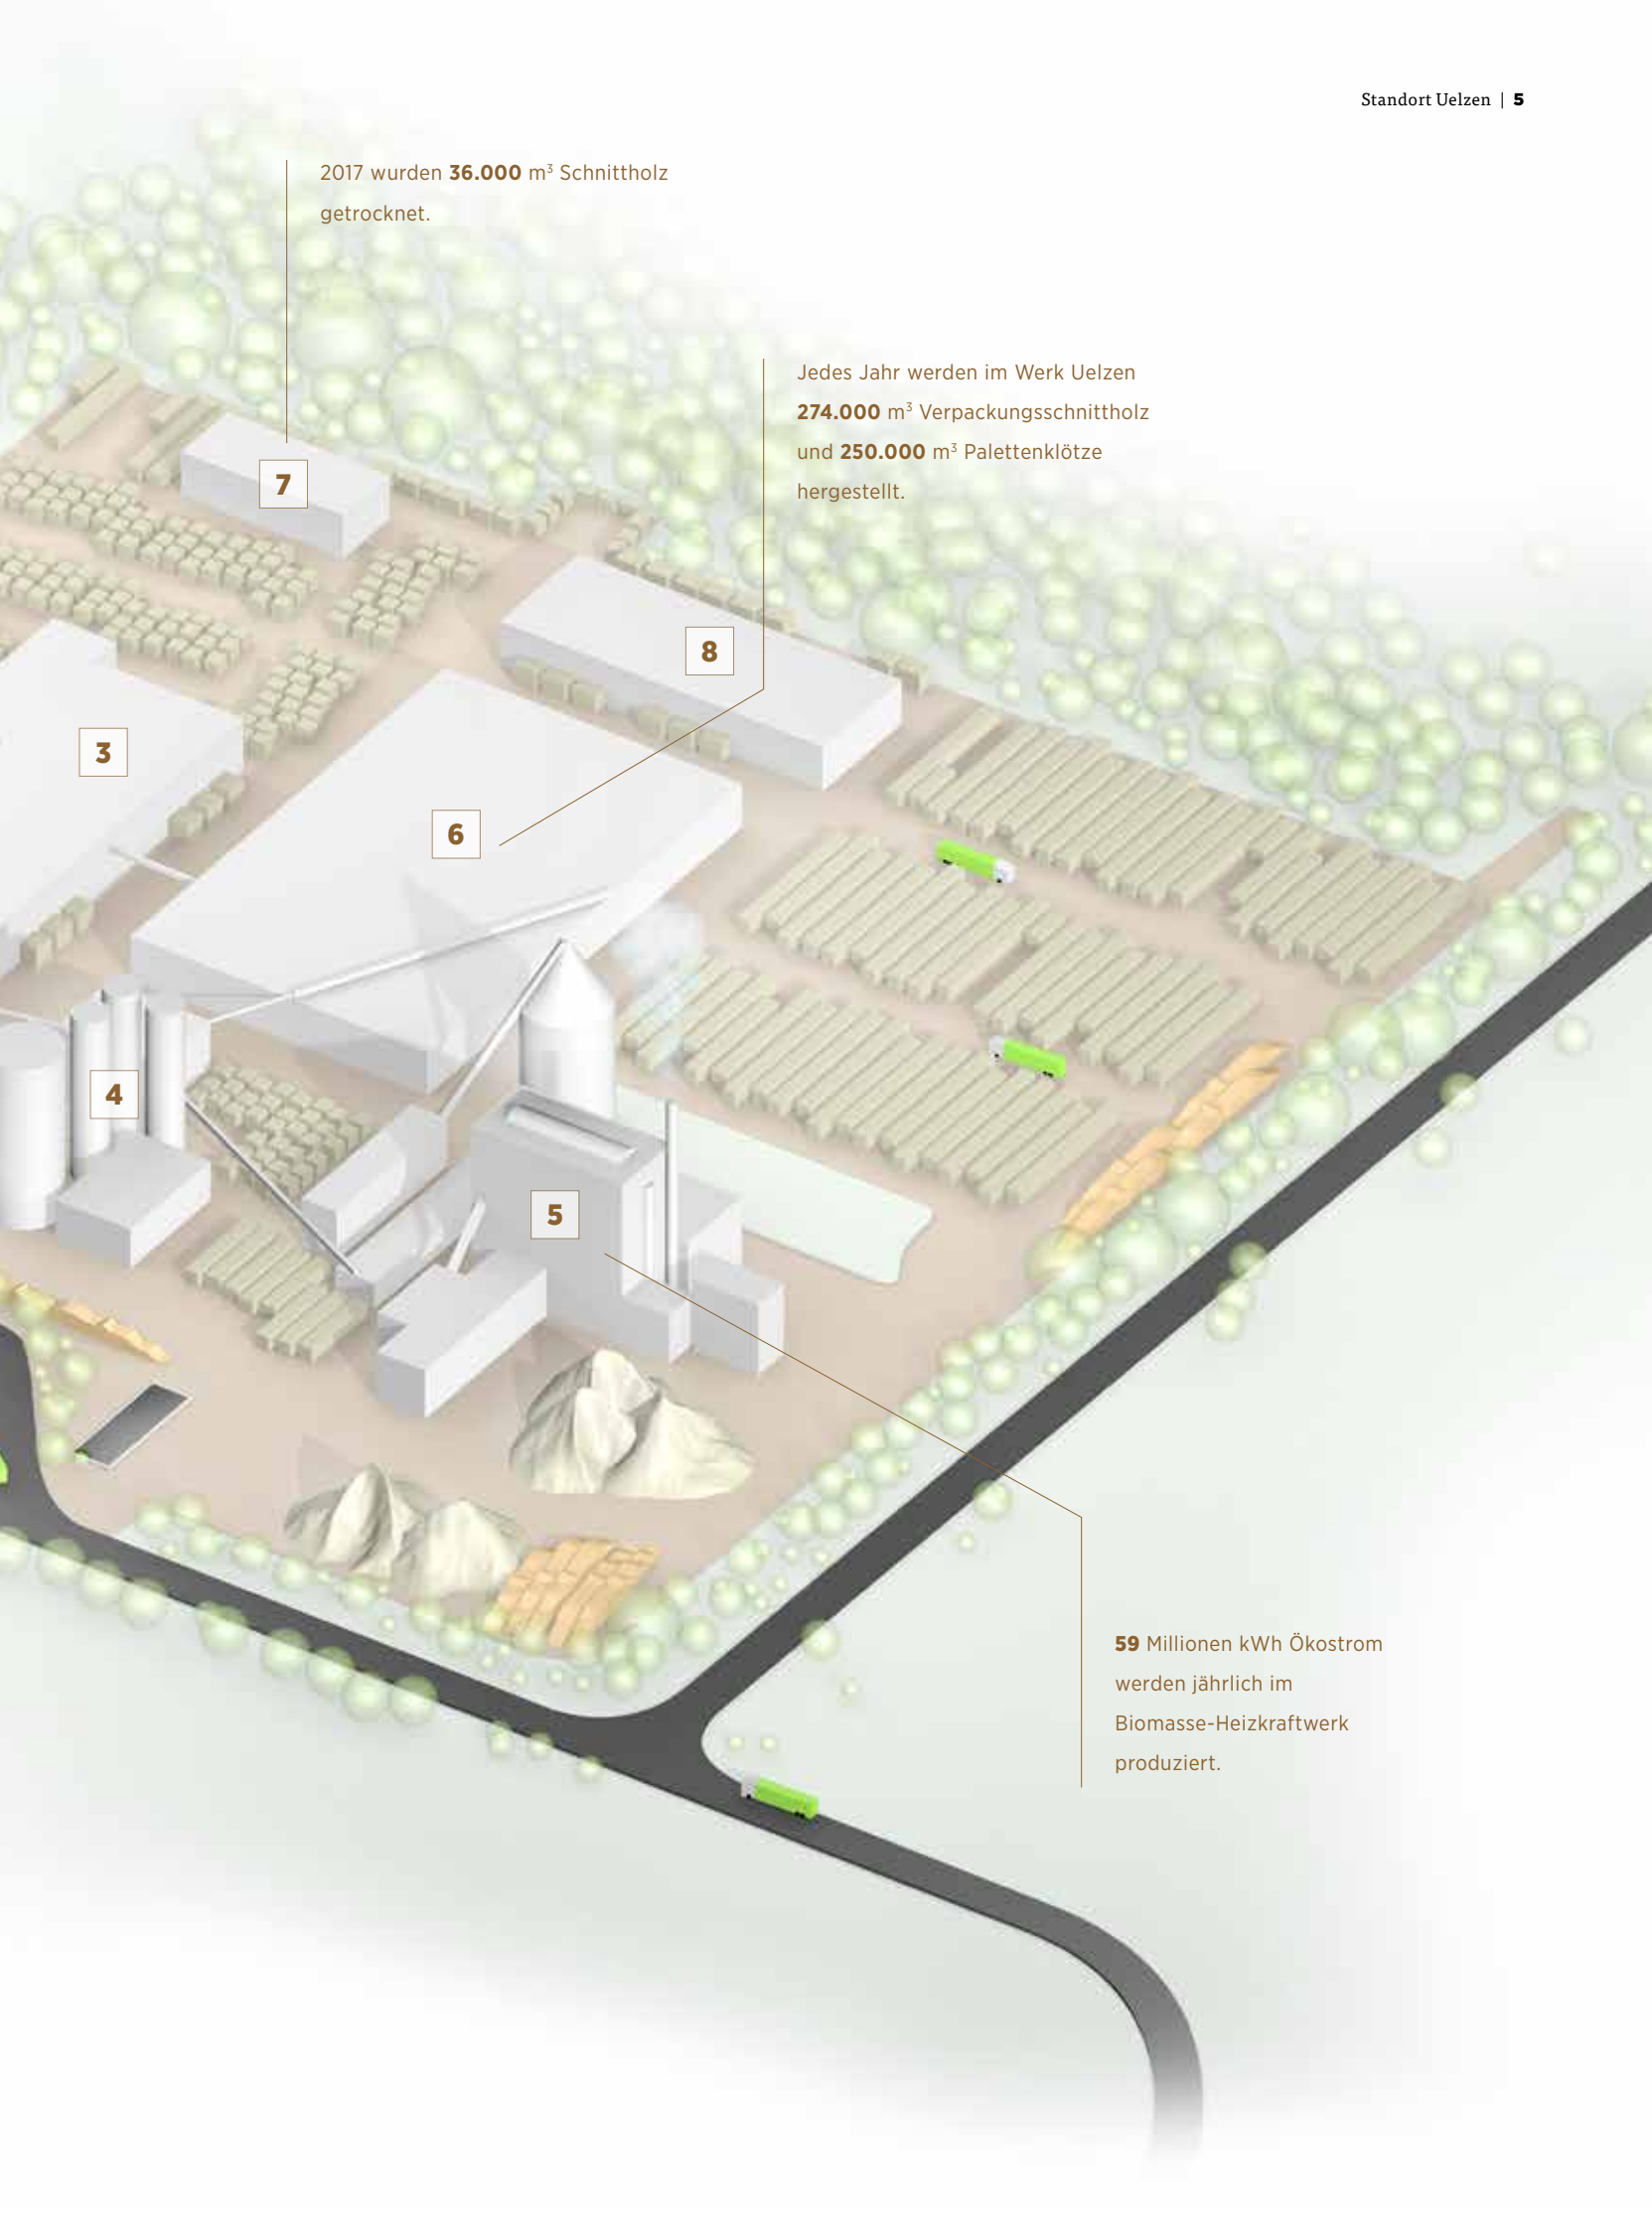 Standort Uelzen | 5
2017 wurden 36.000 m³ Schnittholz
getrocknet.
Jedes Jahr werden im Werk Uelzen
274.000 m³ Verpackungsschnittholz
und 250.000 m³ Palettenklötze
hergestellt.
7
8
3
6
4
5
59 Millionen kWh Ökostrom
werden jährlich im
Biomasse-Heizkraftwerk
produziert.